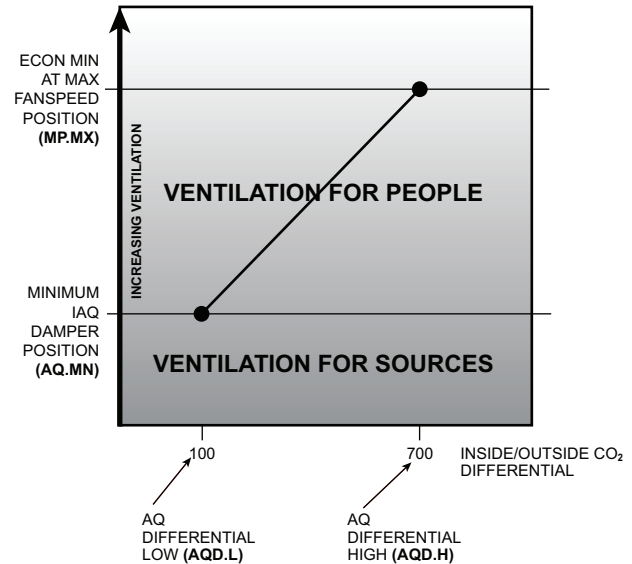 ECON MIN
AT MAX
FANSPEED
POSITION
(MP.MX)
INCREASING VENTILATION
VENTILATION FOR PEOPLE
MINIMUM
IAQ
DAMPER
POSITION
(AQ.MN)
VENTILATION FOR SOURCES
100
700
INSIDE/OUTSIDE CO₂
DIFFERENTIAL
AQ
DIFFERENTIAL
LOW (AQD.L)
AQ
DIFFERENTIAL
HIGH (AQD.H)